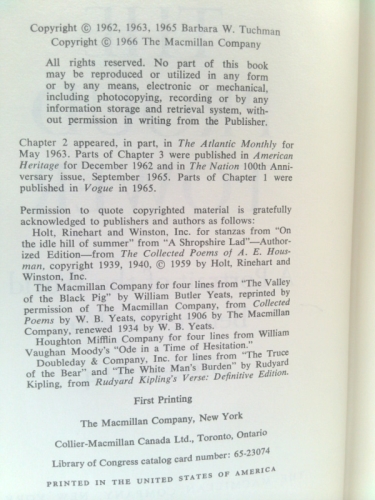 Copyright © 1962, 1963, 1965 Barbara W. Tuchman
Copyright © 1966 The Macmillan Company
All rights reserved. No part of this book
may be reproduced or utilized in any form
or by any means, electronic or mechanical,
including photocopying, recording or by any
information storage and retrieval system, with-
out permission in writing from the Publisher.
Chapter 2 appeared, in part, in The Atlantic Monthly for
May 1963. Parts of Chapter 3 were published in American
Heritage for December 1962 and in The Nation 100th Anni-
versary issue, September 1965. Parts of Chapter 1 were
published in Vogue in 1965.
Permission to quote copyrighted material is gratefully
acknowledged to publishers and authors as follows:
Holt, Rinehart and Winston, Inc. for stanzas from “On
the idle hill of summer” from “A Shropshire Lad”—Author-
ized Edition—from The Collected Poems of A. E. Hous-
man, copyright 1939, 1940, © 1959 by Holt, Rinehart and
Winston, Inc.
The Macmillan Company for four lines from “The Valley
of the Black Pig” by William Butler Yeats, reprinted by
permission of The Macmillan Company, from Collected
Poems by W. B. Yeats, copyright 1906 by The Macmillan
Company, renewed 1934 by W. B. Yeats.
Houghton Mifflin Company for four lines from William
Vaughan Moody’s “Ode in a Time of Hesitation.”
Doubleday & Company, Inc. for lines from “The Truce
of the Bear” and “The White Man’s Burden” by Rudyard
Kipling, from Rudyard Kipling’s Verse: Definitive Edition.
First Printing
The Macmillan Company, New York
Collier-Macmillan Canada Ltd., Toronto, Ontario
Library of Congress catalog card number: 65-23074
PRINTED IN THE UNITED STATES OF AMERICA